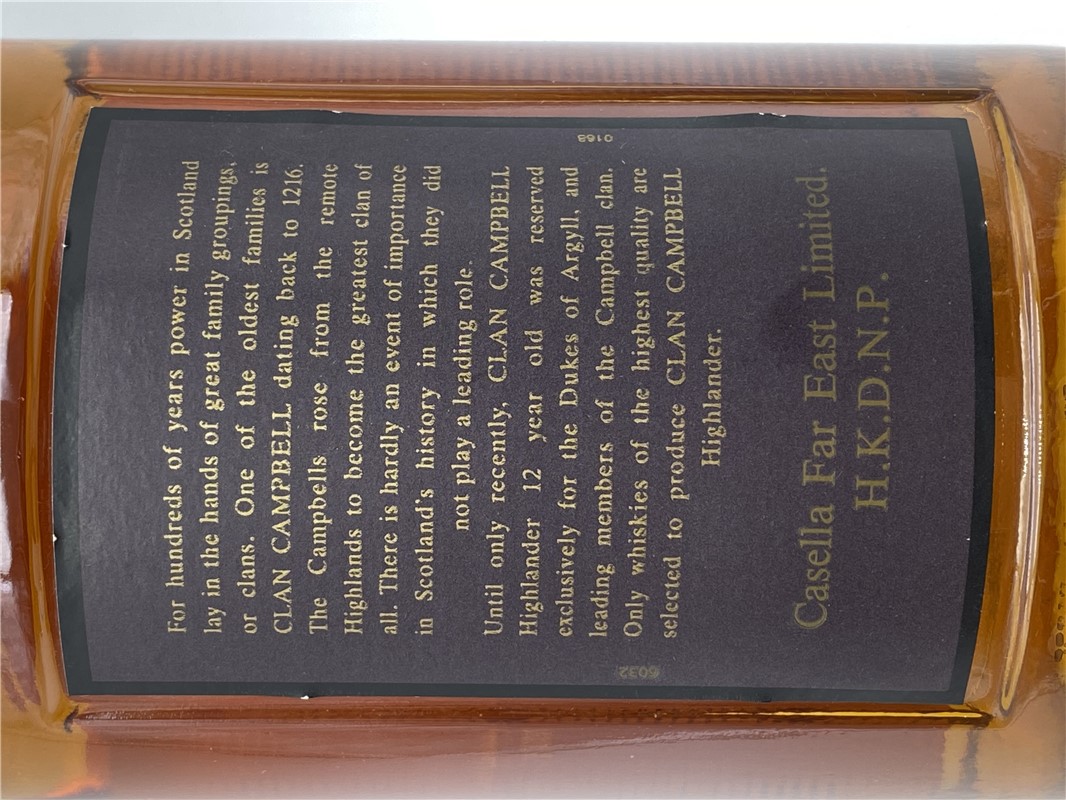 For hundreds of years power in Scotland
lay in the hands of great family groupings,
or clans. One of the oldest families is
CLAN CAMPBELL dating back to 1216.
The Campbells rose from the remote
Highlands to become the greatest clan of
all. There is hardly an event of importance
in Scotland's history in which they did
not play a leading role.
Until only recently, CLAN CAMPBELL
Highlander 12 year old was reserved
exclusively for the Dukes of Argyll, and
leading members of the Campbell clan.
Only whiskies of the highest quality are
selected to produce CLAN CAMPBELL
Highlander.
Casella Far East Limited.
H.K.D.N.P.
6032